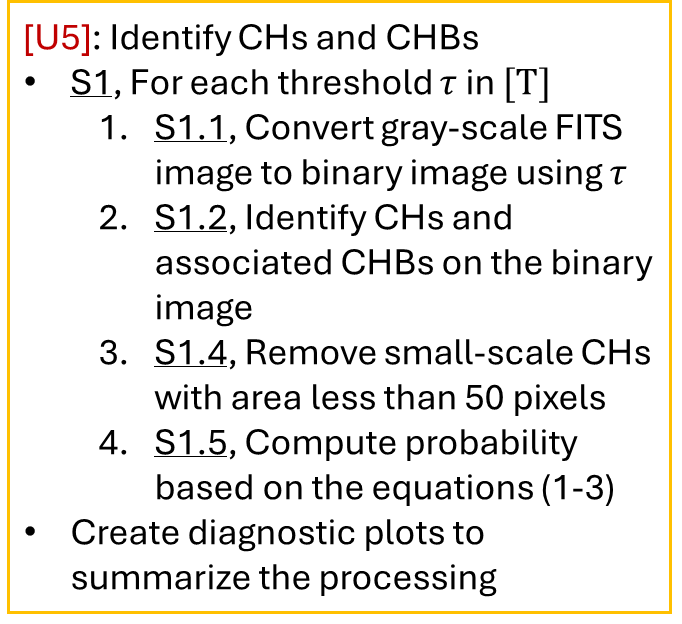 [U5]: Identify CHs and CHBs
• S1, For each threshold τ in [T]
1. S1.1, Convert gray-scale FITS
image to binary image using τ
2. S1.2, Identify CHs and
associated CHBs on the binary
image
3. S1.4, Remove small-scale CHs
with area less than 50 pixels
4. S1.5, Compute probability
based on the equations (1-3)
• Create diagnostic plots to
summarize the processing